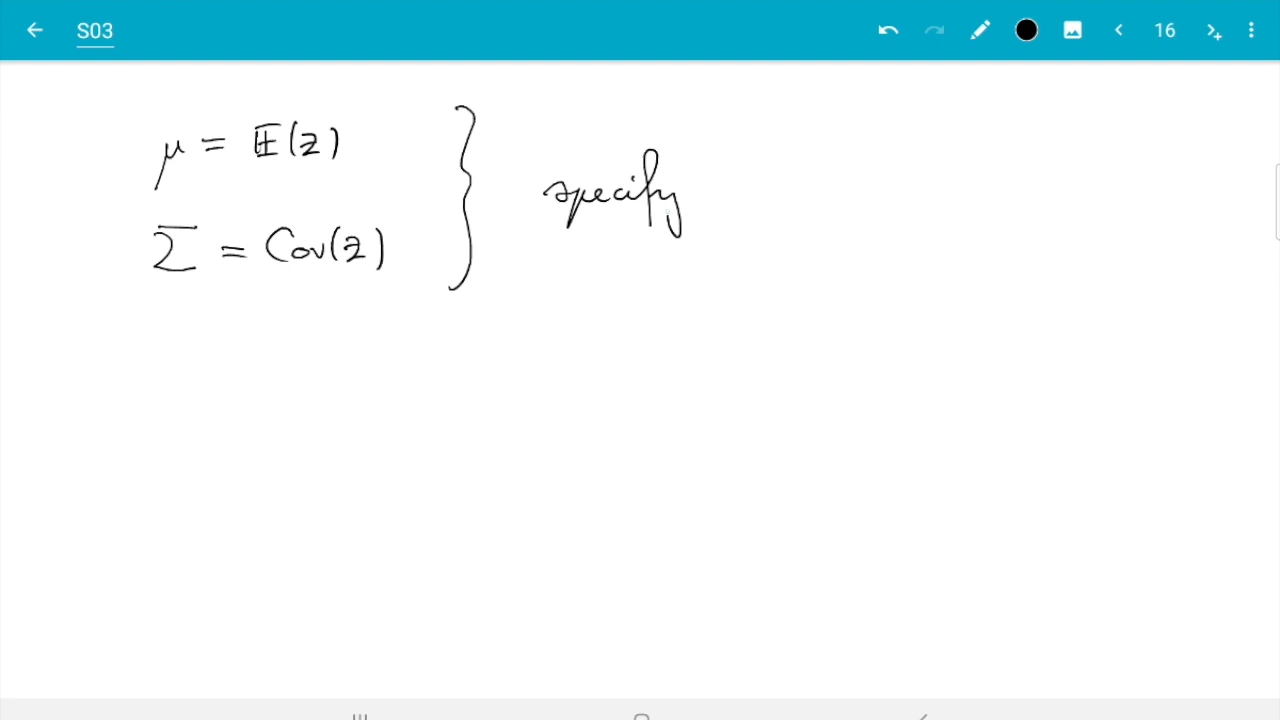 S03
16
μ = 𝔼(z)
Σ = Cov(z)
specify